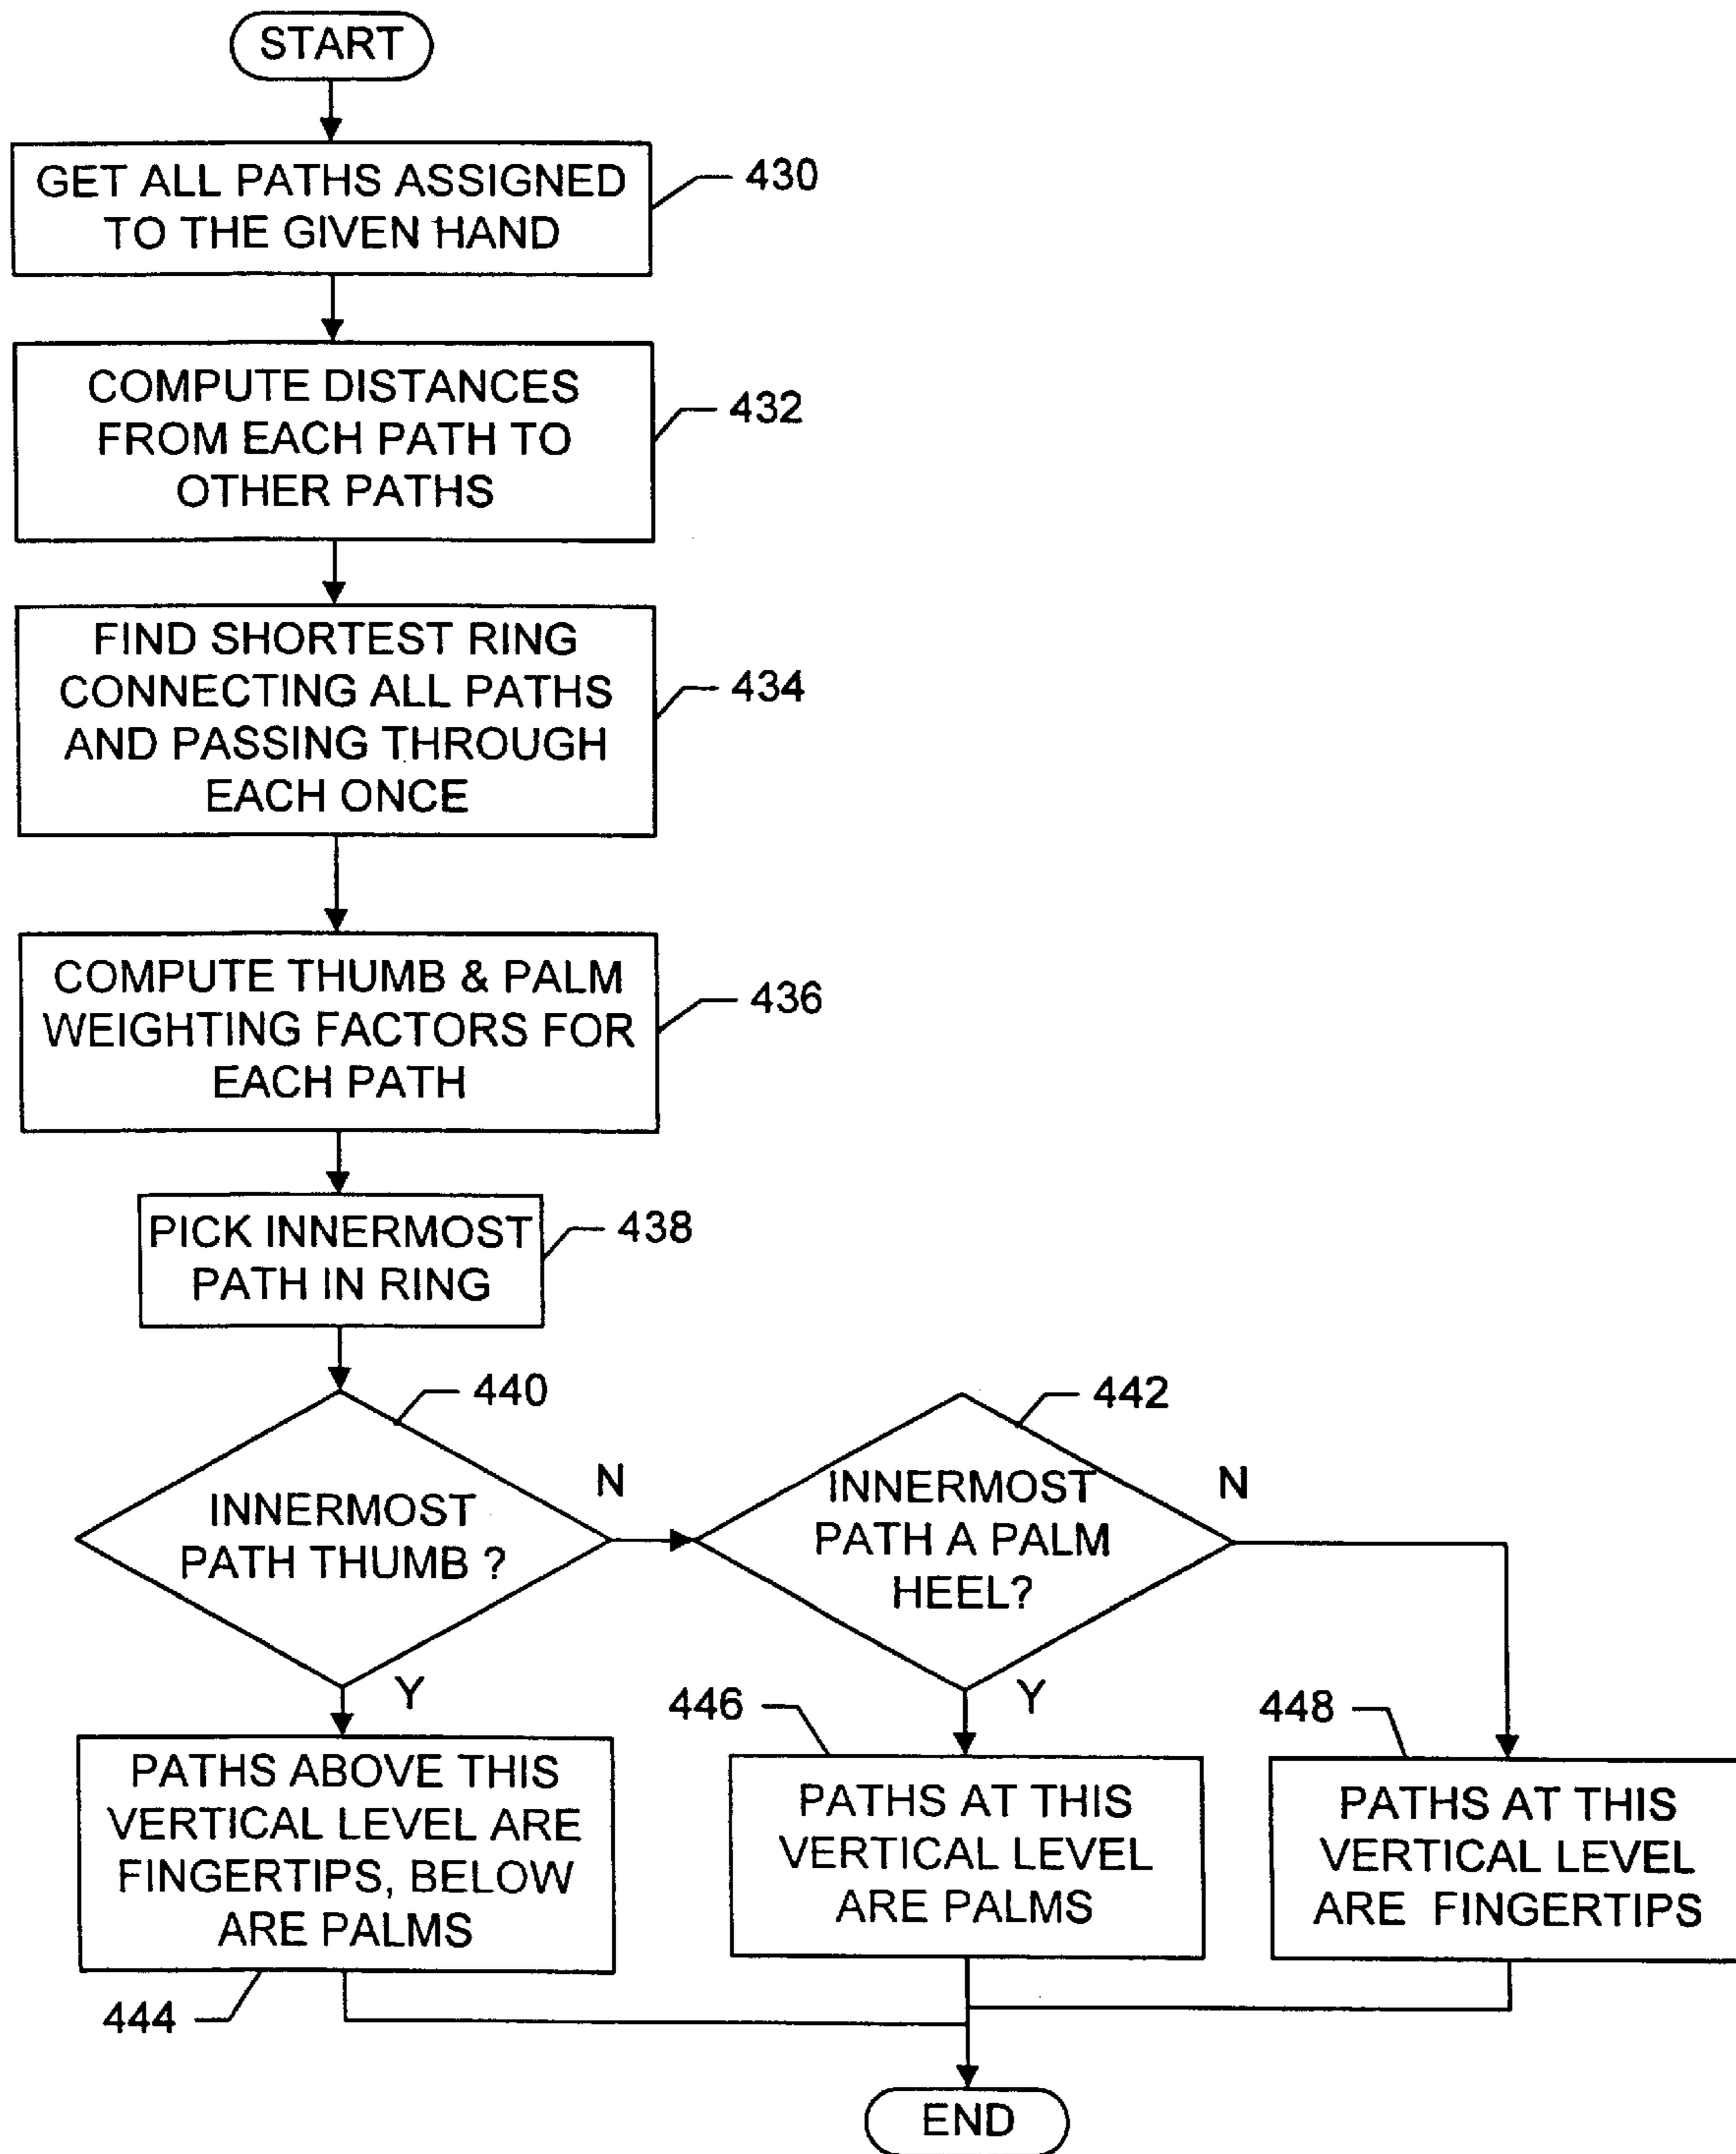 START
GET ALL PATHS ASSIGNED
TO THE GIVEN HAND
430
COMPUTE DISTANCES
FROM EACH PATH TO
OTHER PATHS
432
FIND SHORTEST RING
CONNECTING ALL PATHS
AND PASSING THROUGH
EACH ONCE
434
COMPUTE THUMB & PALM
WEIGHTING FACTORS FOR
EACH PATH
436
PICK INNERMOST
PATH IN RING
438
440
INNERMOST
PATH THUMB ?
N
Y
442
INNERMOST
PATH A PALM
HEEL?
N
Y
PATHS ABOVE THIS
VERTICAL LEVEL ARE
FINGERTIPS, BELOW
ARE PALMS
444
446
PATHS AT THIS
VERTICAL LEVEL
ARE PALMS
448
PATHS AT THIS
VERTICAL LEVEL
ARE FINGERTIPS
END